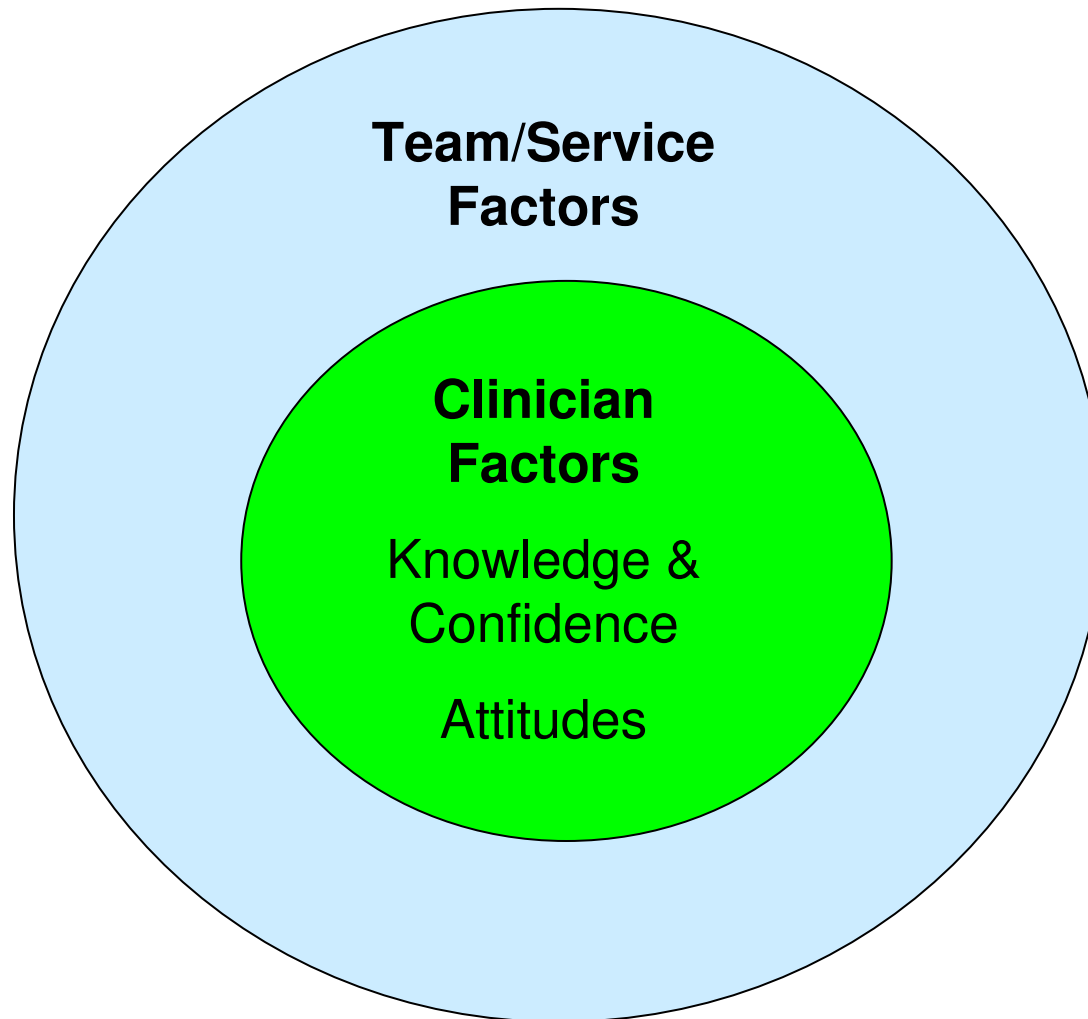 Team/Service
Factors
Clinician
Factors
Knowledge &
Confidence
Attitudes